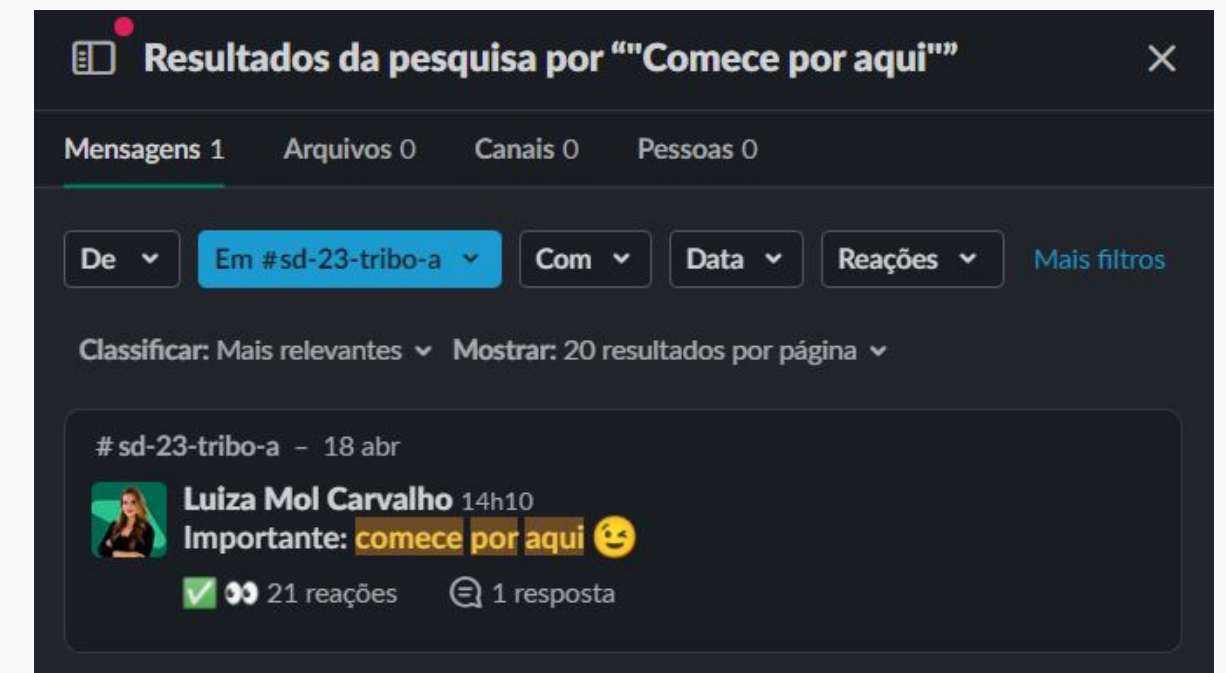 Resultados da pesquisa por “"Comece por aqui"”
Mensagens 1 Arquivos 0 Canais 0 Pessoas 0
De Em #sd-23-tribo-a Com Data Reações Mais filtros
Classificar: Mais relevantes Mostrar: 20 resultados por página
# sd-23-tribo-a – 18 abr
Luiza Mol Carvalho 14h10
Importante: comece por aqui 😉
✅ 👀 21 reações 1 resposta